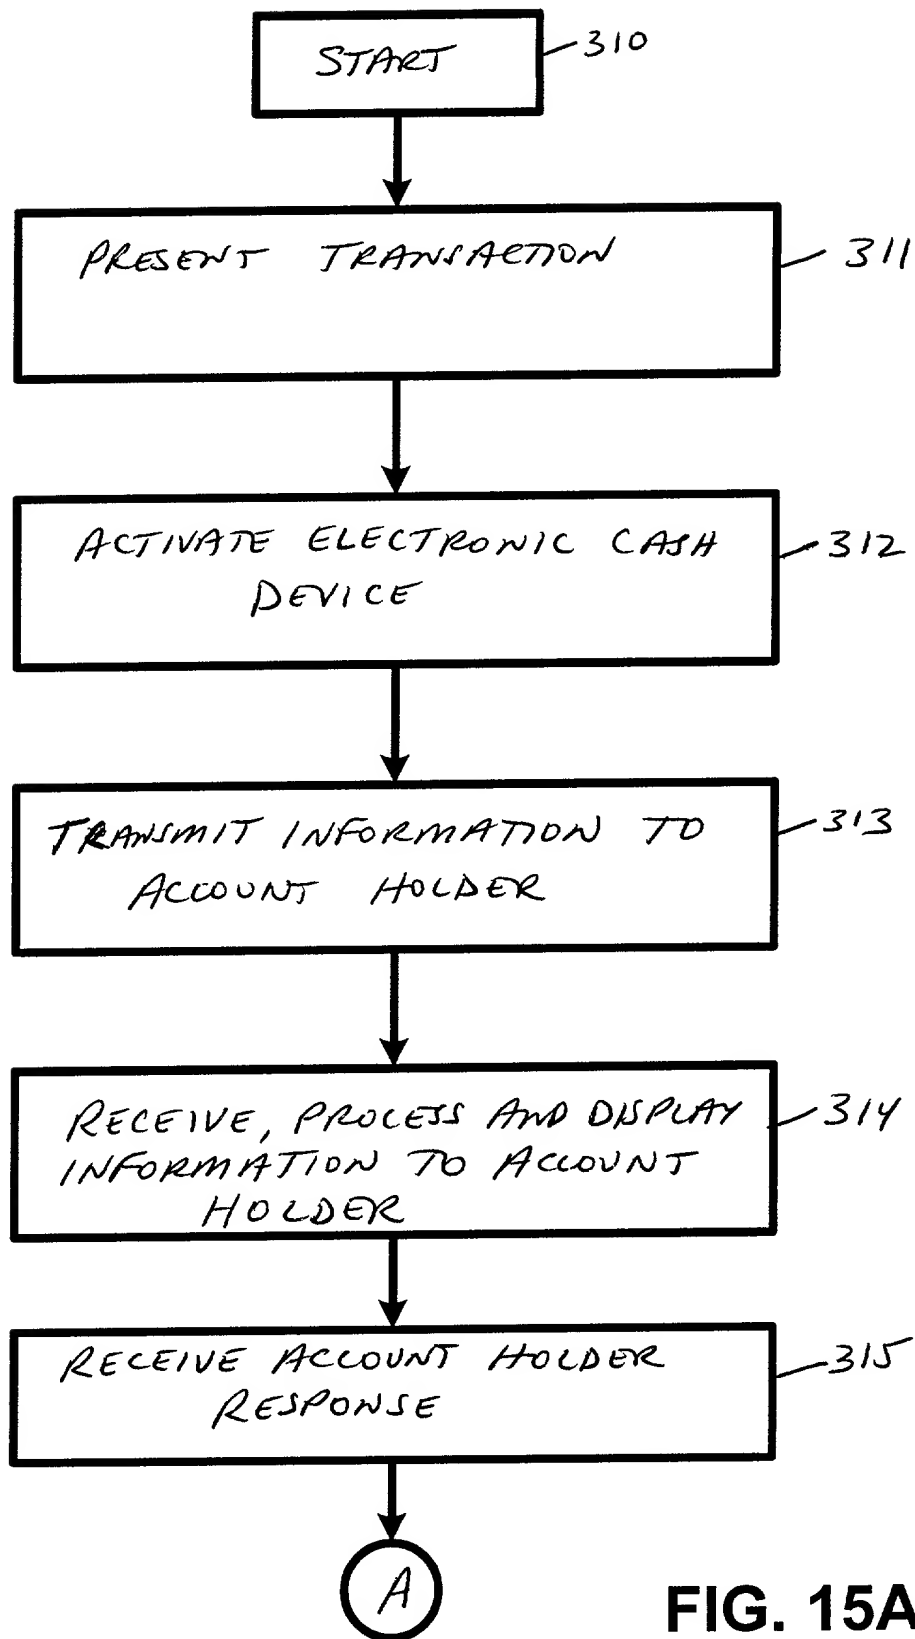 START
310
PRESENT TRANSACTION
311
ACTIVATE ELECTRONIC CASH
DEVICE
312
TRANSMIT INFORMATION TO
ACCOUNT HOLDER
313
RECEIVE, PROCESS AND DISPLAY
INFORMATION TO ACCOUNT
HOLDER
314
RECEIVE ACCOUNT HOLDER
RESPONSE
315
A
FIG. 15A